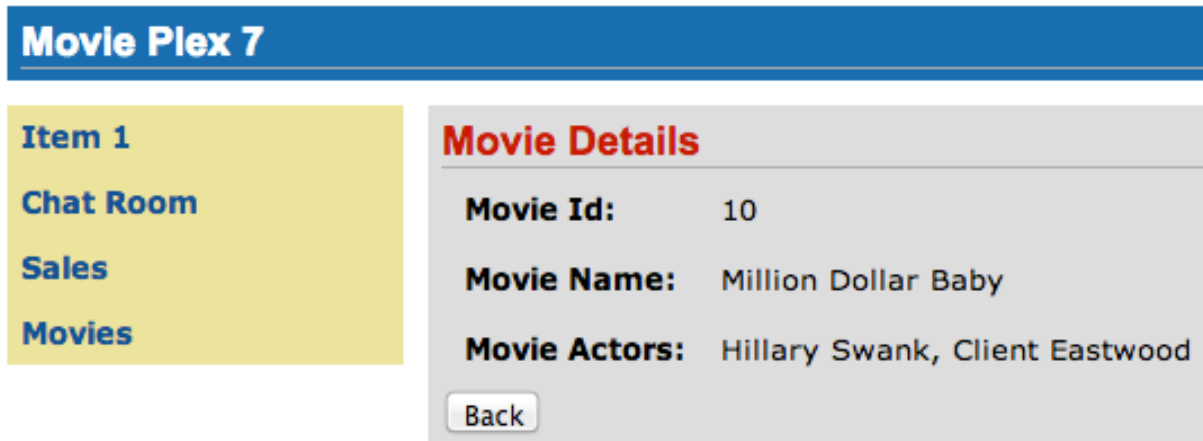 Movie Plex 7
Item 1
Chat Room
Sales
Movies
Movie Details
Movie Id: 10
Movie Name: Million Dollar Baby
Movie Actors: Hillary Swank, Client Eastwood
Back